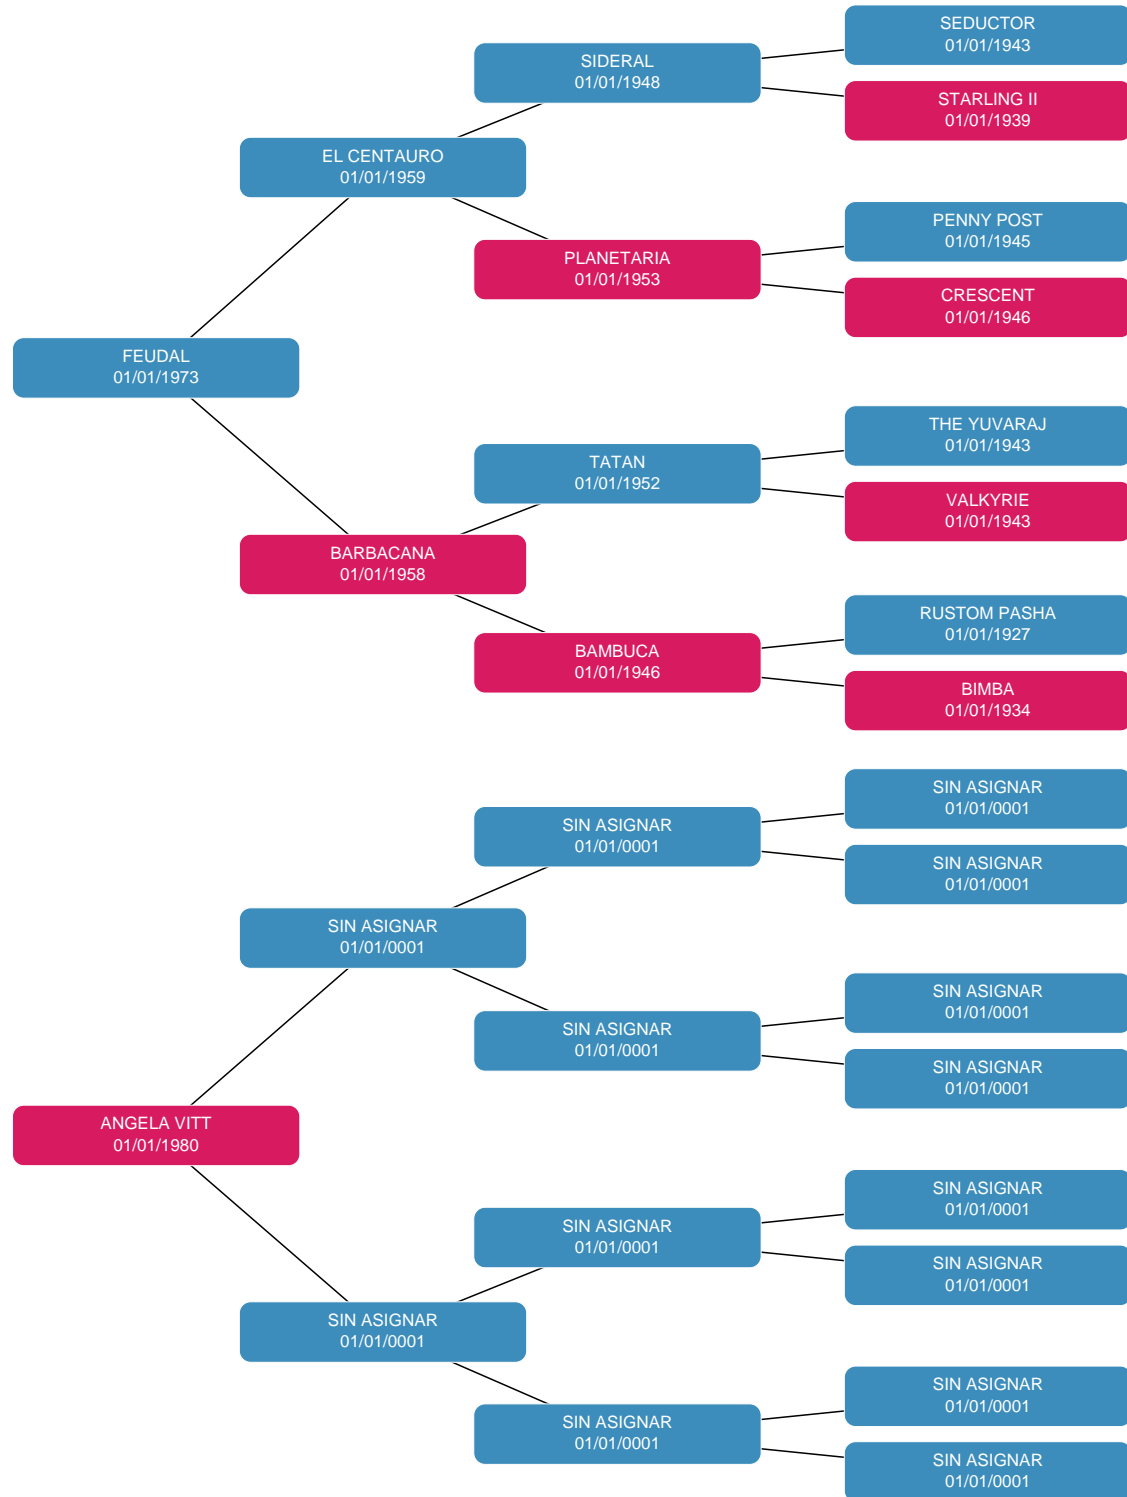 SEDUCTOR
01/01/1943
SIDERAL
01/01/1948
STARLING II
01/01/1939
EL CENTAURO
01/01/1959
PENNY POST
01/01/1945
PLANETARIA
01/01/1953
CRESCENT
01/01/1946
FEUDAL
01/01/1973
THE YUVARAJ
01/01/1943
TATAN
01/01/1952
VALKYRIE
01/01/1943
BARBACANA
01/01/1958
RUSTOM PASHA
01/01/1927
BAMBUCA
01/01/1946
BIMBA
01/01/1934
SIN ASIGNAR
01/01/0001
SIN ASIGNAR
01/01/0001
SIN ASIGNAR
01/01/0001
SIN ASIGNAR
01/01/0001
SIN ASIGNAR
01/01/0001
SIN ASIGNAR
01/01/0001
SIN ASIGNAR
01/01/0001
ANGELA VITT
01/01/1980
SIN ASIGNAR
01/01/0001
SIN ASIGNAR
01/01/0001
SIN ASIGNAR
01/01/0001
SIN ASIGNAR
01/01/0001
SIN ASIGNAR
01/01/0001
SIN ASIGNAR
01/01/0001
SIN ASIGNAR
01/01/0001